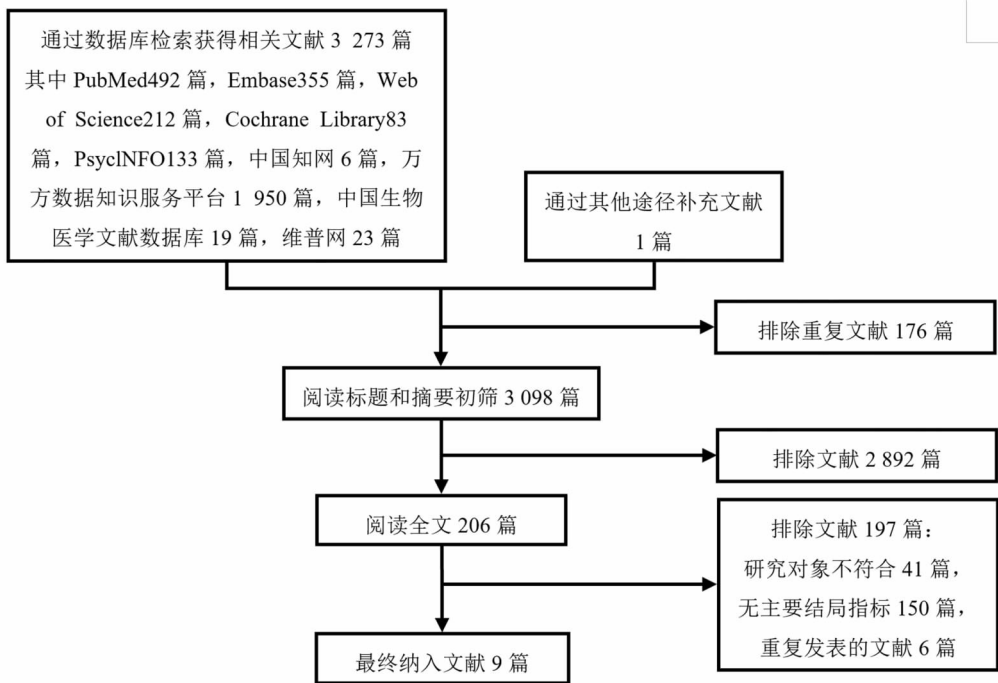 通过数据库检索获得相关文献 3 273 篇
其中 PubMed492 篇，Embase355 篇，Web
of Science212 篇，Cochrane Library83
篇，PsyclNFO133 篇，中国知网 6 篇，万
方数据知识服务平台 1 950 篇，中国生物
医学文献数据库 19 篇，维普网 23 篇
通过其他途径补充文献
1 篇
排除重复文献 176 篇
阅读标题和摘要初筛 3 098 篇
排除文献 2 892 篇
阅读全文 206 篇
排除文献 197 篇：
研究对象不符合 41 篇，
无主要结局指标 150 篇，
重复发表的文献 6 篇
最终纳入文献 9 篇